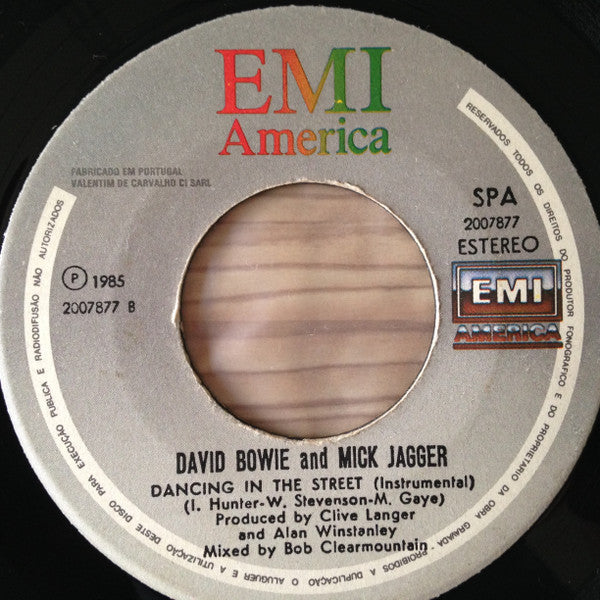 EMI
America
FABRICADO EM PORTUGAL
VALENTIM DE CARVALHO CI SARL
SPA
2007877
ESTEREO
EMI
AMERICA
P 1985
2007877 B
DAVID BOWIE and MICK JAGGER
DANCING IN THE STREET (Instrumental)
(I. Hunter-W. Stevenson-M. Gaye)
Produced by Clive Langer
and Alan Winstanley
Mixed by Bob Clearmountain
RESERVADOS TODOS OS DIREITOS DO PRODUTOR FONOGRÁFICO E DO PROPRIETÁRIO DA OBRA GRAVADA. PROIBIDOS A DUPLICAÇÃO O ALUGUER E A UTILIZAÇÃO DESTE DISCO PARA EXECUÇÃO PÚBLICA E RADIODIFUSÃO NÃO AUTORIZADOS